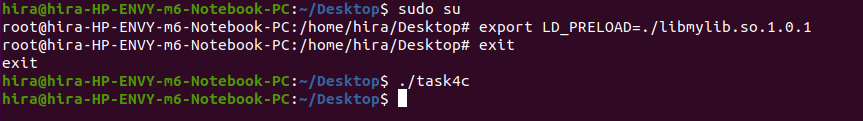 hira@hira-HP-ENVY-m6-Notebook-PC:~/Desktop$ sudo su
root@hira-HP-ENVY-m6-Notebook-PC:/home/hira/Desktop# export LD_PRELOAD=./libmylib.so.1.0.1
root@hira-HP-ENVY-m6-Notebook-PC:/home/hira/Desktop# exit
exit
hira@hira-HP-ENVY-m6-Notebook-PC:~/Desktop$ ./task4c
hira@hira-HP-ENVY-m6-Notebook-PC:~/Desktop$